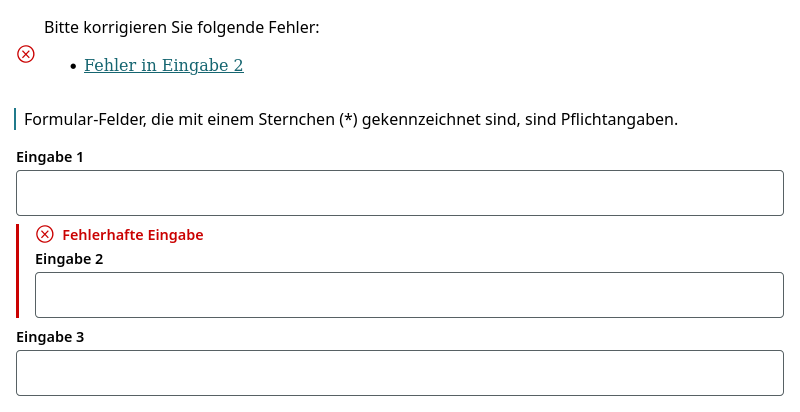 Bitte korrigieren Sie folgende Fehler:
• Fehler in Eingabe 2
Formular-Felder, die mit einem Sternchen (*) gekennzeichnet sind, sind Pflichtangaben.
Eingabe 1
Fehlerhafte Eingabe
Eingabe 2
Eingabe 3